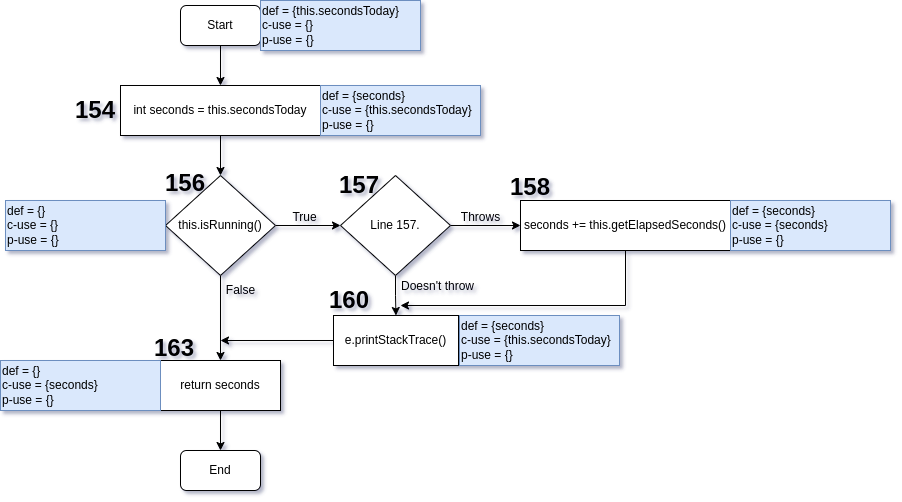 Start
def = {this.secondsToday}
c-use = {}
p-use = {}
154
int seconds = this.secondsToday
def = {seconds}
c-use = {this.secondsToday}
p-use = {}
156
this.isRunning()
def = {}
c-use = {}
p-use = {}
True
157
Line 157.
Throws
158
seconds += this.getElapsedSeconds()
def = {seconds}
c-use = {seconds}
p-use = {}
False
Doesn't throw
160
e.printStackTrace()
def = {seconds}
c-use = {this.secondsToday}
p-use = {}
163
def = {}
c-use = {seconds}
p-use = {}
return seconds
End